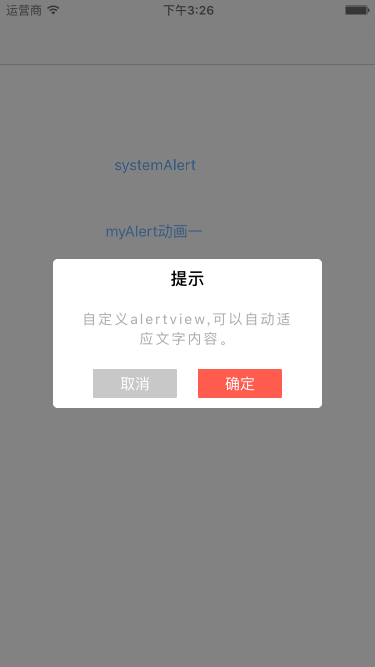 运营商 下午3:26
systemAlert
myAlert动画一
提示
自定义alertview,可以自动适
应文字内容。
取消 确定